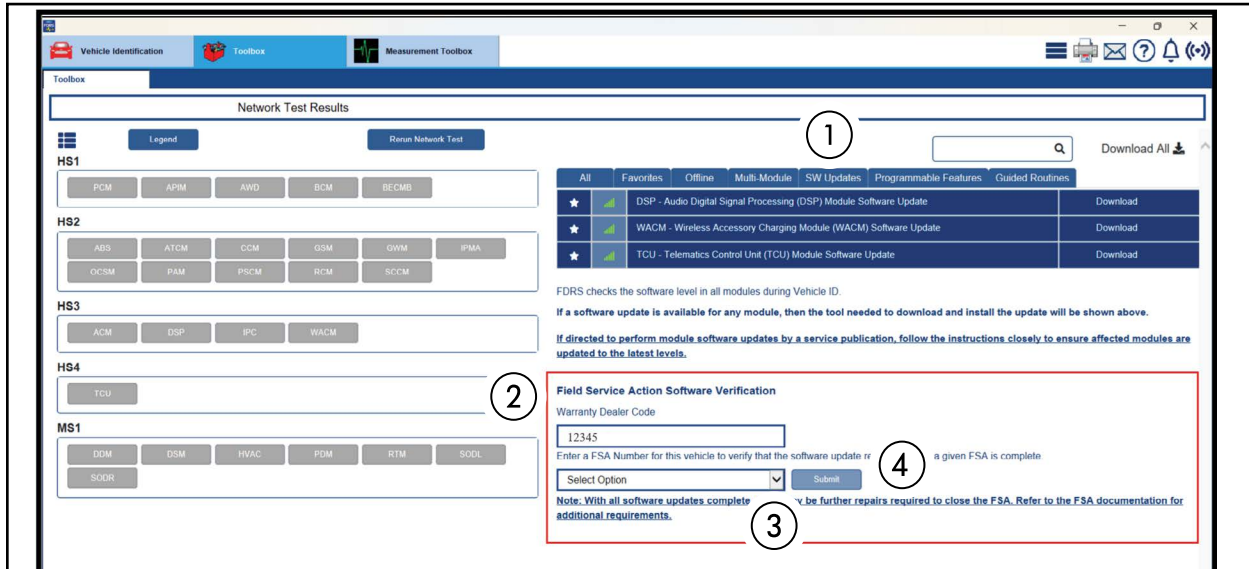 FDRS
Vehicle Identification
Toolbox
Measurement Toolbox
Toolbox
Network Test Results
Legend
Rerun Network Test
HS1
PCM APIM AWD BCM BECMB
HS2
ABS ATCM CCM GSM GWM IPMA
OCSM PAM PSCM RCM SCCM
HS3
ACM DSP IPC WACM
HS4
TCU
MS1
DDM DSM HVAC PDM RTM SODL
SODR
1
Download All
All Favorites Offline Multi-Module SW Updates Programmable Features Guided Routines
DSP - Audio Digital Signal Processing (DSP) Module Software Update Download
WACM - Wireless Accessory Charging Module (WACM) Software Update Download
TCU - Telematics Control Unit (TCU) Module Software Update Download
FDRS checks the software level in all modules during Vehicle ID.
If a software update is available for any module, then the tool needed to download and install the update will be shown above.
If directed to perform module software updates by a service publication, follow the instructions closely to ensure affected modules are
updated to the latest levels.
2
Field Service Action Software Verification
Warranty Dealer Code
12345
Enter a FSA Number for this vehicle to verify that the software update re a given FSA is complete
4
Select Option Submit
Note: With all software updates complete y be further repairs required to close the FSA. Refer to the FSA documentation for
additional requirements.
3